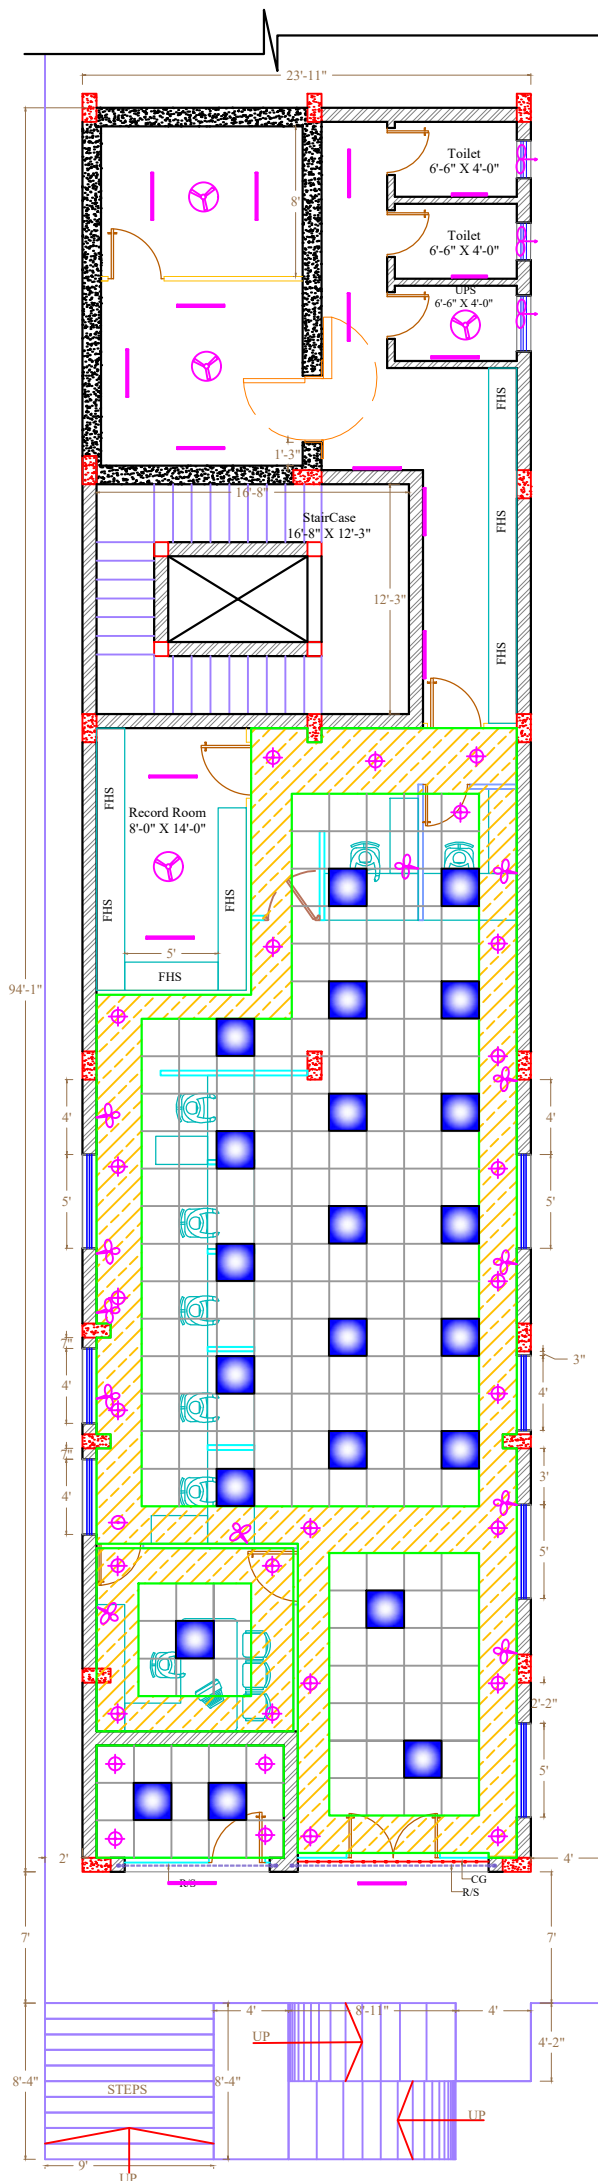 23'-11"
Toilet
6'-6" X 4'-0"
8'
Toilet
6'-6" X 4'-0"
UPS
6'-6" X 4'-0"
FHS
1'-3"
16'-8"
StairCase
16'-8" X 12'-3"
FHS
12'-3"
FHS
FHS
Record Room
8'-0" X 14'-0"
FHS
FHS
5'
FHS
94'-1"
4'
4'
5'
5'
3"
4'
4'
3'
4'
5'
2'-2"
5'
2'
4'
R/S
CG
R/S
7'
7'
4'
8'-11"
4'
UP
4'-2"
8'-4"
8'-4"
STEPS
UP
9'
UP